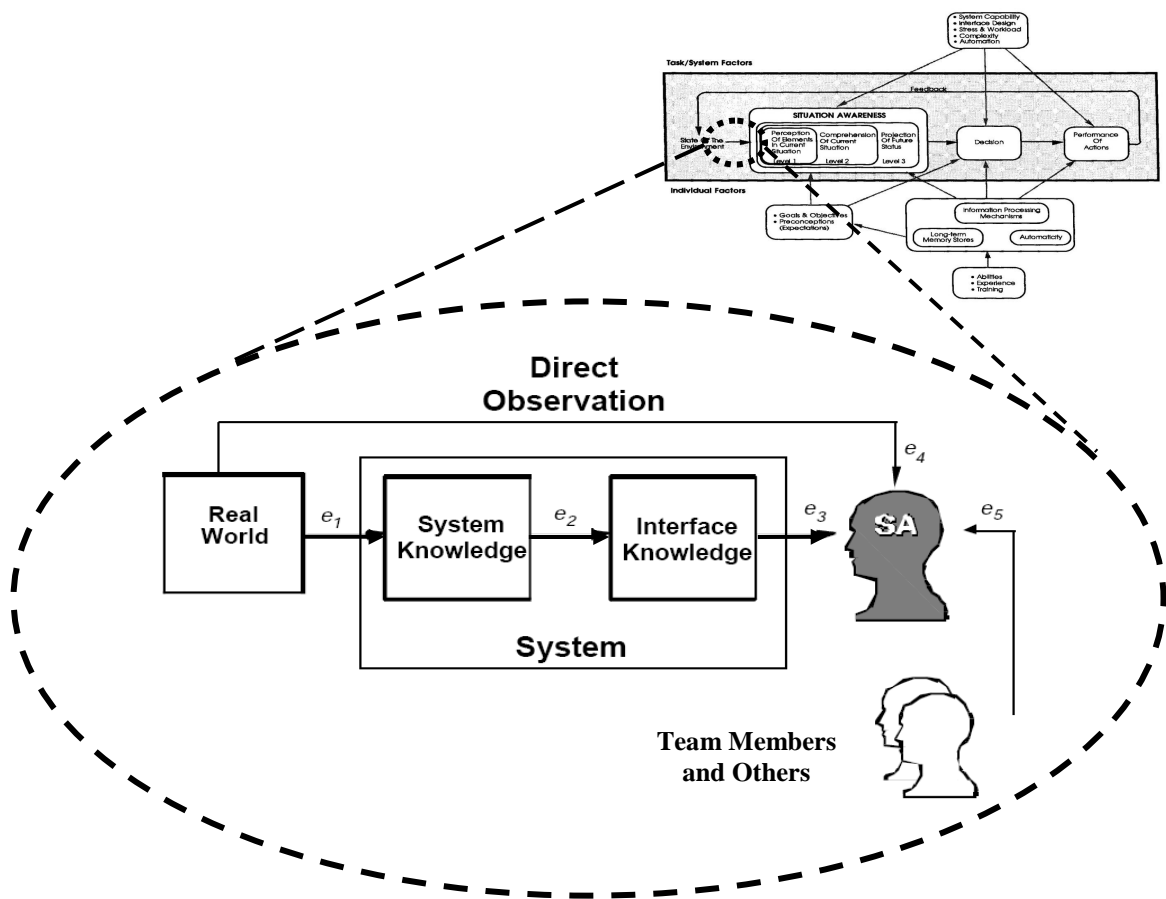 • System Capability
• Interface Design
• Stress & Workload
• Complexity
• Automation
Task/System Factors
Feedback
SITUATION AWARENESS
Perception
Of Elements
In Current
Situation
Level 1
Comprehension
Of Current
Situation
Level 2
Projection
Of Future
Status
Level 3
State Of The
Environment
Decision
Performance
Of
Actions
Individual Factors
• Goals & Objectives
• Preconceptions
(Expectations)
Information Processing
Mechanisms
Long-term
Memory Stores
Automaticity
• Abilities
• Experience
• Training
Direct
Observation
e4
Real
World
e1
System
Knowledge
e2
Interface
Knowledge
e3
SA
e5
System
Team Members
and Others